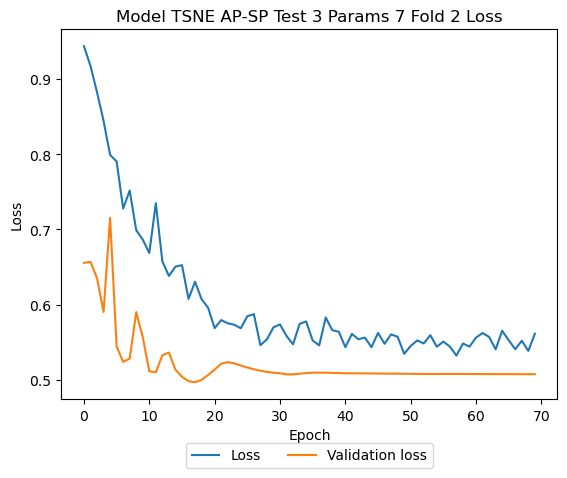 Model TSNE AP-SP Test 3 Params 7 Fold 2 Loss
Loss
0.9
0.8
0.7
0.6
0.5
0 10 20 30 40 50 60 70
Epoch
Loss Validation loss